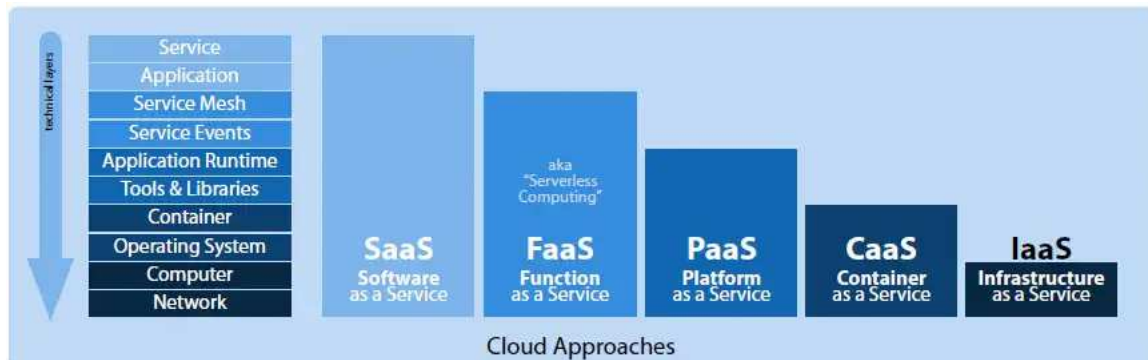 technical layers
Service
Application
Service Mesh
Service Events
Application Runtime
Tools & Libraries
Container
Operating System
Computer
Network
SaaS
Software
as a Service
aka
"Serverless
Computing"
FaaS
Function
as a Service
PaaS
Platform
as a Service
CaaS
Container
as a Service
IaaS
Infrastructure
as a Service
Cloud Approaches